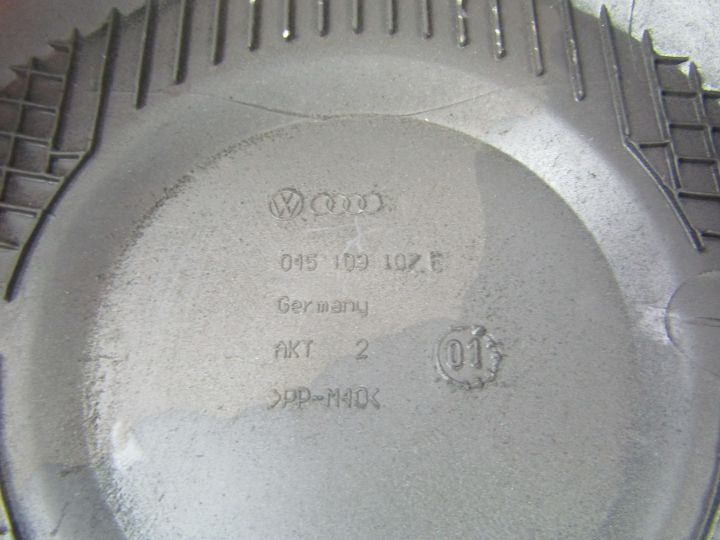 045 109 107 E
Germany
AKT 2
01
>PP-M40<